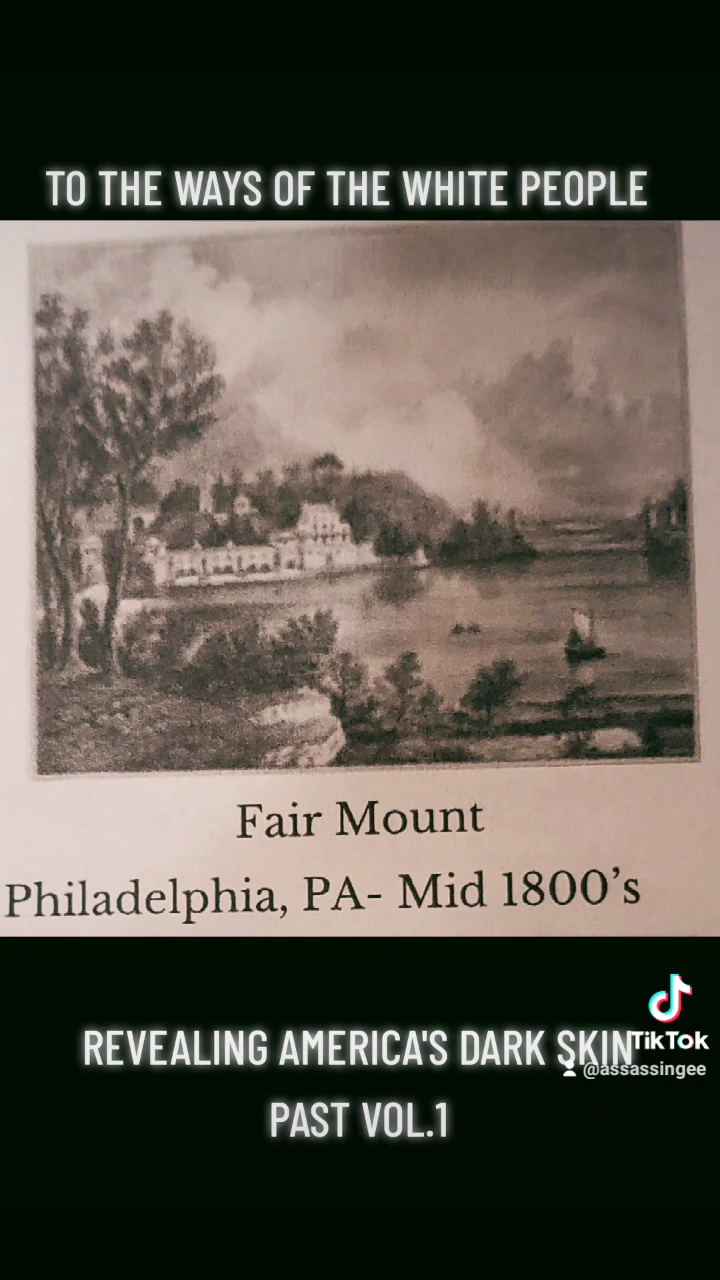 TO THE WAYS OF THE WHITE PEOPLE
Fair Mount
Philadelphia, PA- Mid 1800's
REVEALING AMERICA'S DARK SKIN
PAST VOL.1
TikTok
@assassingee